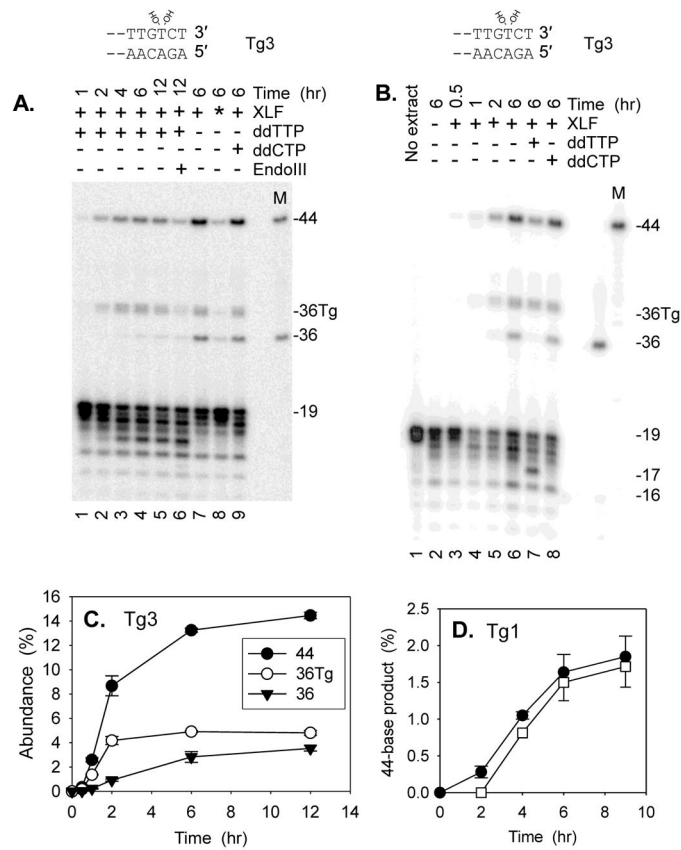 HO OH
--TTGTCT 3′
--AACAGA 5′
Tg3
A.
1 2 4 6 12 12 6 6 6 Time (hr)
+ + + + + + + * + XLF
+ + + + + + - - - ddTTP
- - - - - - - - + ddCTP
- - - - - + - - - EndoIII
M
-44
-36Tg
-36
-19
1 2 3 4 5 6 7 8 9
HO OH
--TTGTCT 3′
--AACAGA 5′
Tg3
B.
No extract
6 0.5 1 2 6 6 6 Time (hr)
- + + + + + + XLF
- - - - - + - ddTTP
- - - - - - + ddCTP
M
-44
-36Tg
-36
-19
-17
-16
1 2 3 4 5 6 7 8
C. Tg3
Abundance (%)
16
14
12
10
8
6
4
2
0
44
36Tg
36
0 2 4 6 8 10 12 14
Time (hr)
D. Tg1
44-base product (%)
2.5
2.0
1.5
1.0
0.5
0.0
0 2 4 6 8 10
Time (hr)